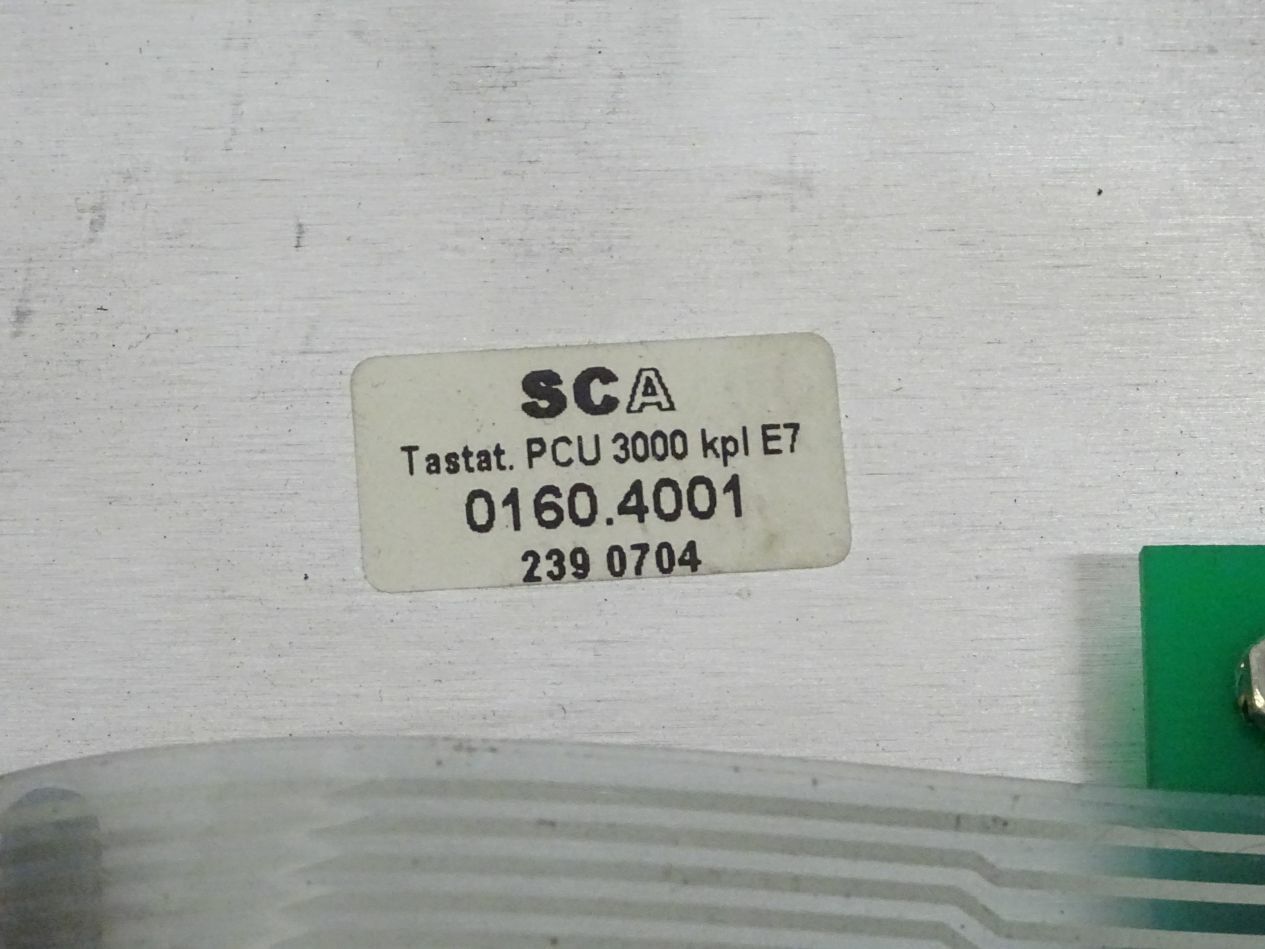 SCA
Tastat. PCU 3000 kpl E7
0160.4001
239 0704